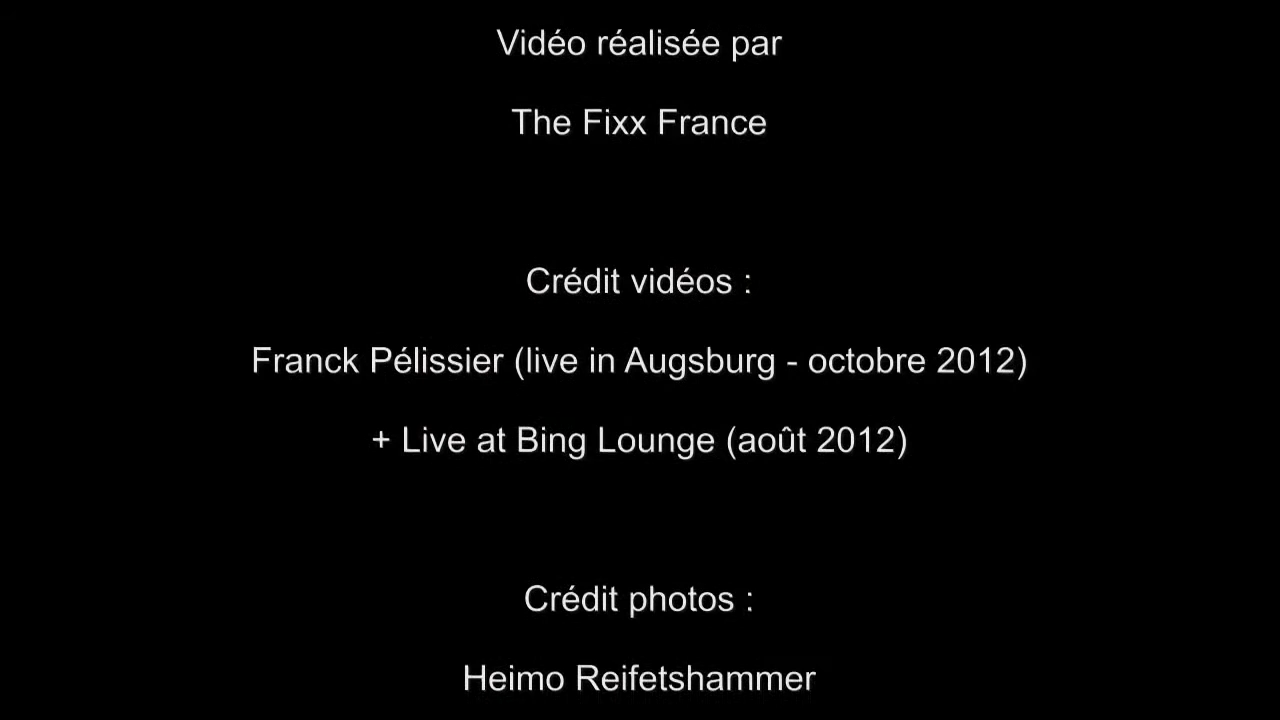 Vidéo réalisée par
The Fixx France
Crédit vidéos :
Franck Pélissier (live in Augsburg - octobre 2012)
+ Live at Bing Lounge (août 2012)
Crédit photos :
Heimo Reifetshammer